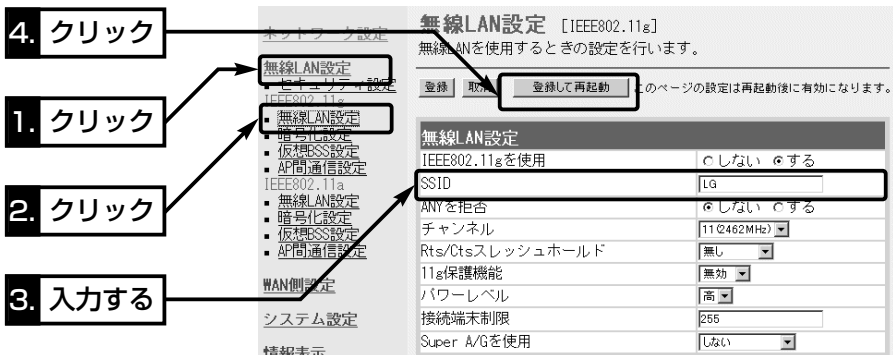 4. クリック
1. クリック
2. クリック
3. 入力する
ネットワーク設定
無線LAN設定
セキュリティ設定
IEEE802.11g
無線LAN設定
暗号化設定
仮想BSS設定
AP間通信設定
IEEE802.11a
無線LAN設定
暗号化設定
仮想BSS設定
AP間通信設定
WAN側設定
システム設定
情報表示
無線LAN設定 [IEEE802.11g]
無線LANを使用するときの設定を行います。
登録 取消 登録して再起動 このページの設定は再起動後に有効になります。
無線LAN設定
IEEE802.11gを使用 しない する
SSID LG
ANYを拒否 しない する
チャンネル 11(2462MHz)
Rts/Ctsスレッシュホールド 無し
11g保護機能 無効
パワーレベル 高
接続端末制限 255
Super A/Gを使用 しない